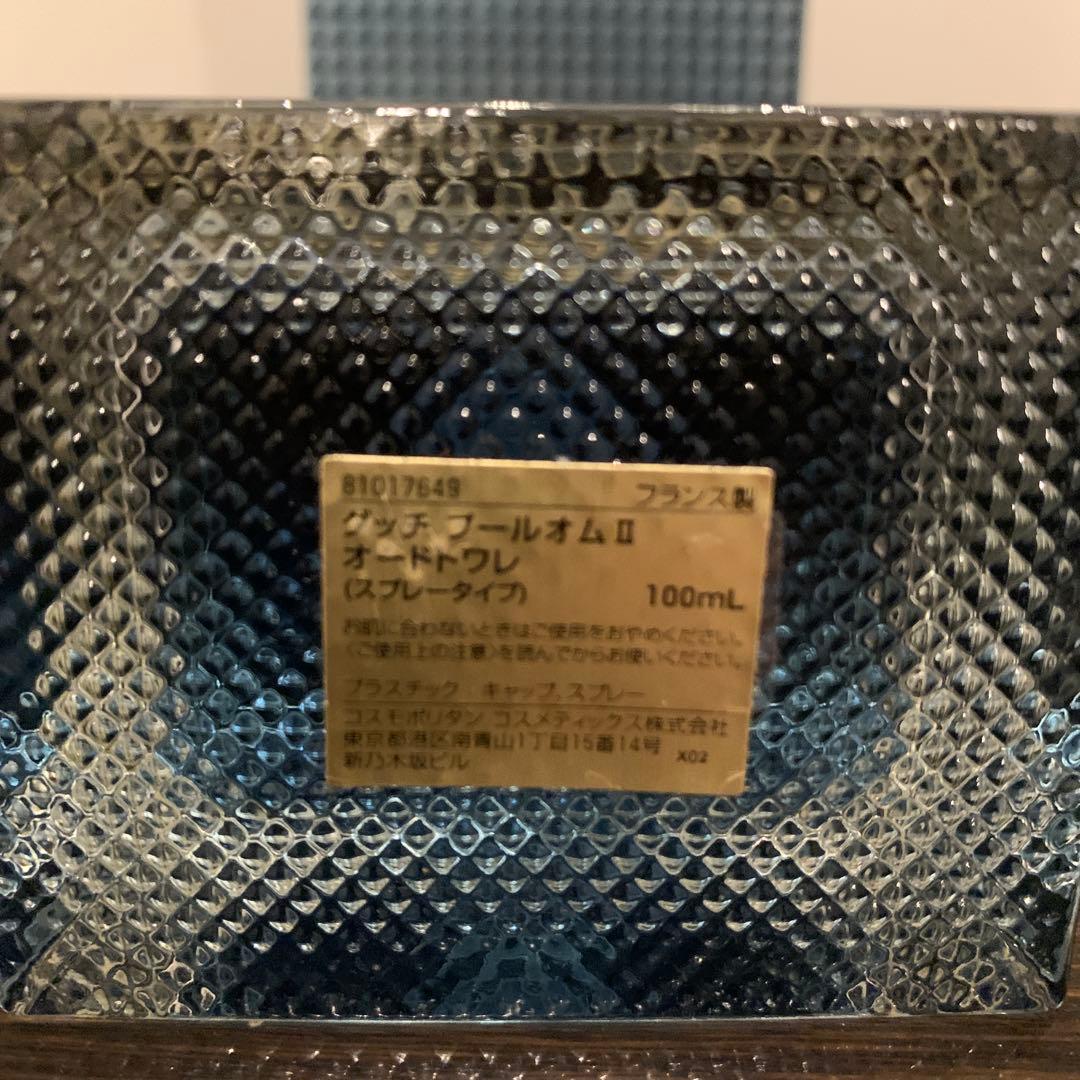 81017649 フランス製
グッチ プールオム II
オードトワレ
(スプレータイプ) 100mL
お肌に合わないときはご使用をおやめください。
〈ご使用上の注意〉を読んでからお使いください。
プラスチック キャップ、スプレー
コスモポリタン コスメティックス株式会社
東京都港区南青山1丁目15番14号 X02
新乃木坂ビル